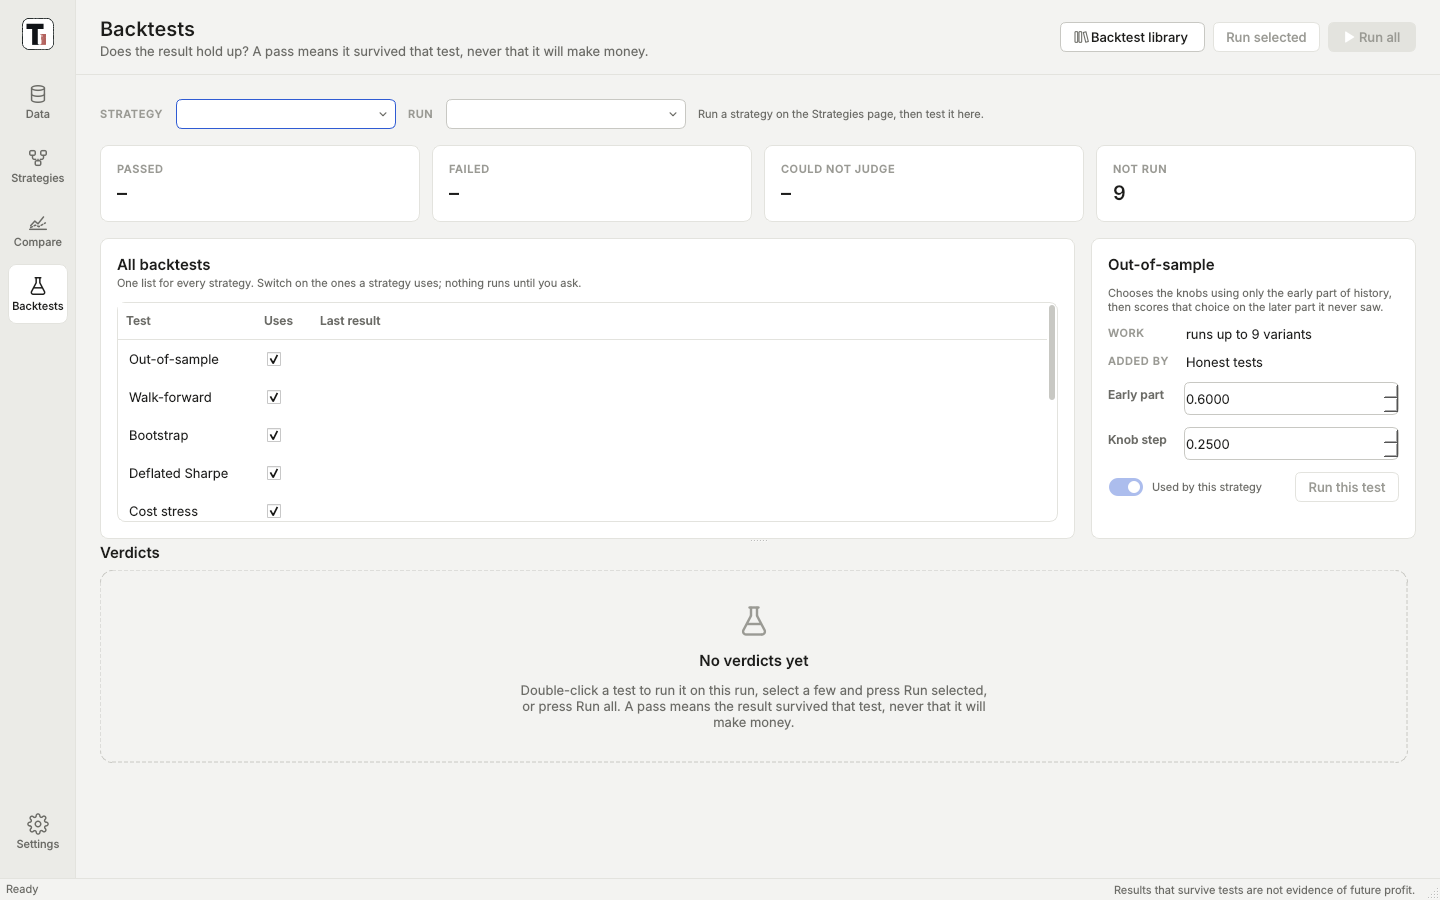 Backtests
Does the result hold up? A pass means it survived that test, never that it will make money.
Backtest library
Run selected
Run all
Data
Strategies
Compare
Backtests
Settings
STRATEGY
RUN
Run a strategy on the Strategies page, then test it here.
PASSED
–
FAILED
–
COULD NOT JUDGE
–
NOT RUN
9
All backtests
One list for every strategy. Switch on the ones a strategy uses; nothing runs until you ask.
Test Uses Last result
Out-of-sample
Walk-forward
Bootstrap
Deflated Sharpe
Cost stress
Out-of-sample
Chooses the knobs using only the early part of history,
then scores that choice on the later part it never saw.
WORK runs up to 9 variants
ADDED BY Honest tests
Early part 0.6000
Knob step 0.2500
Used by this strategy
Run this test
Verdicts
No verdicts yet
Double-click a test to run it on this run, select a few and press Run selected,
or press Run all. A pass means the result survived that test, never that it will
make money.
Ready
Results that survive tests are not evidence of future profit.